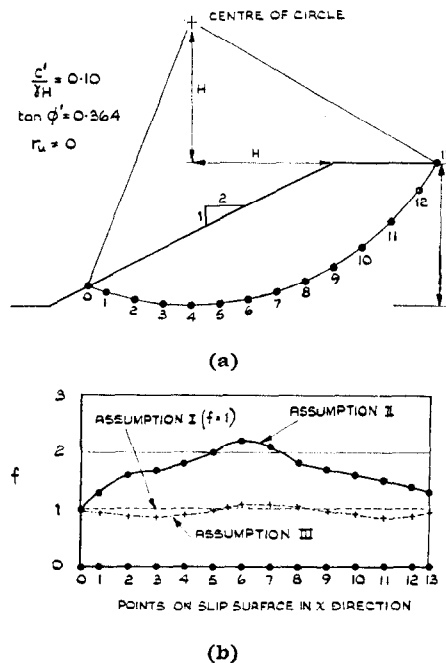 CENTRE OF CIRCLE
c'/γH = 0·10
tan φ' = 0·364
rᵤ = 0
H
H
2
1
0 1 2 3 4 5 6 7 8 9 10 11 12
(a)
3
ASSUMPTION I (f=1)
ASSUMPTION II
2
f
1
ASSUMPTION III
0
0 1 2 3 4 5 6 7 8 9 10 11 12 13
POINTS ON SLIP SURFACE IN X DIRECTION
(b)